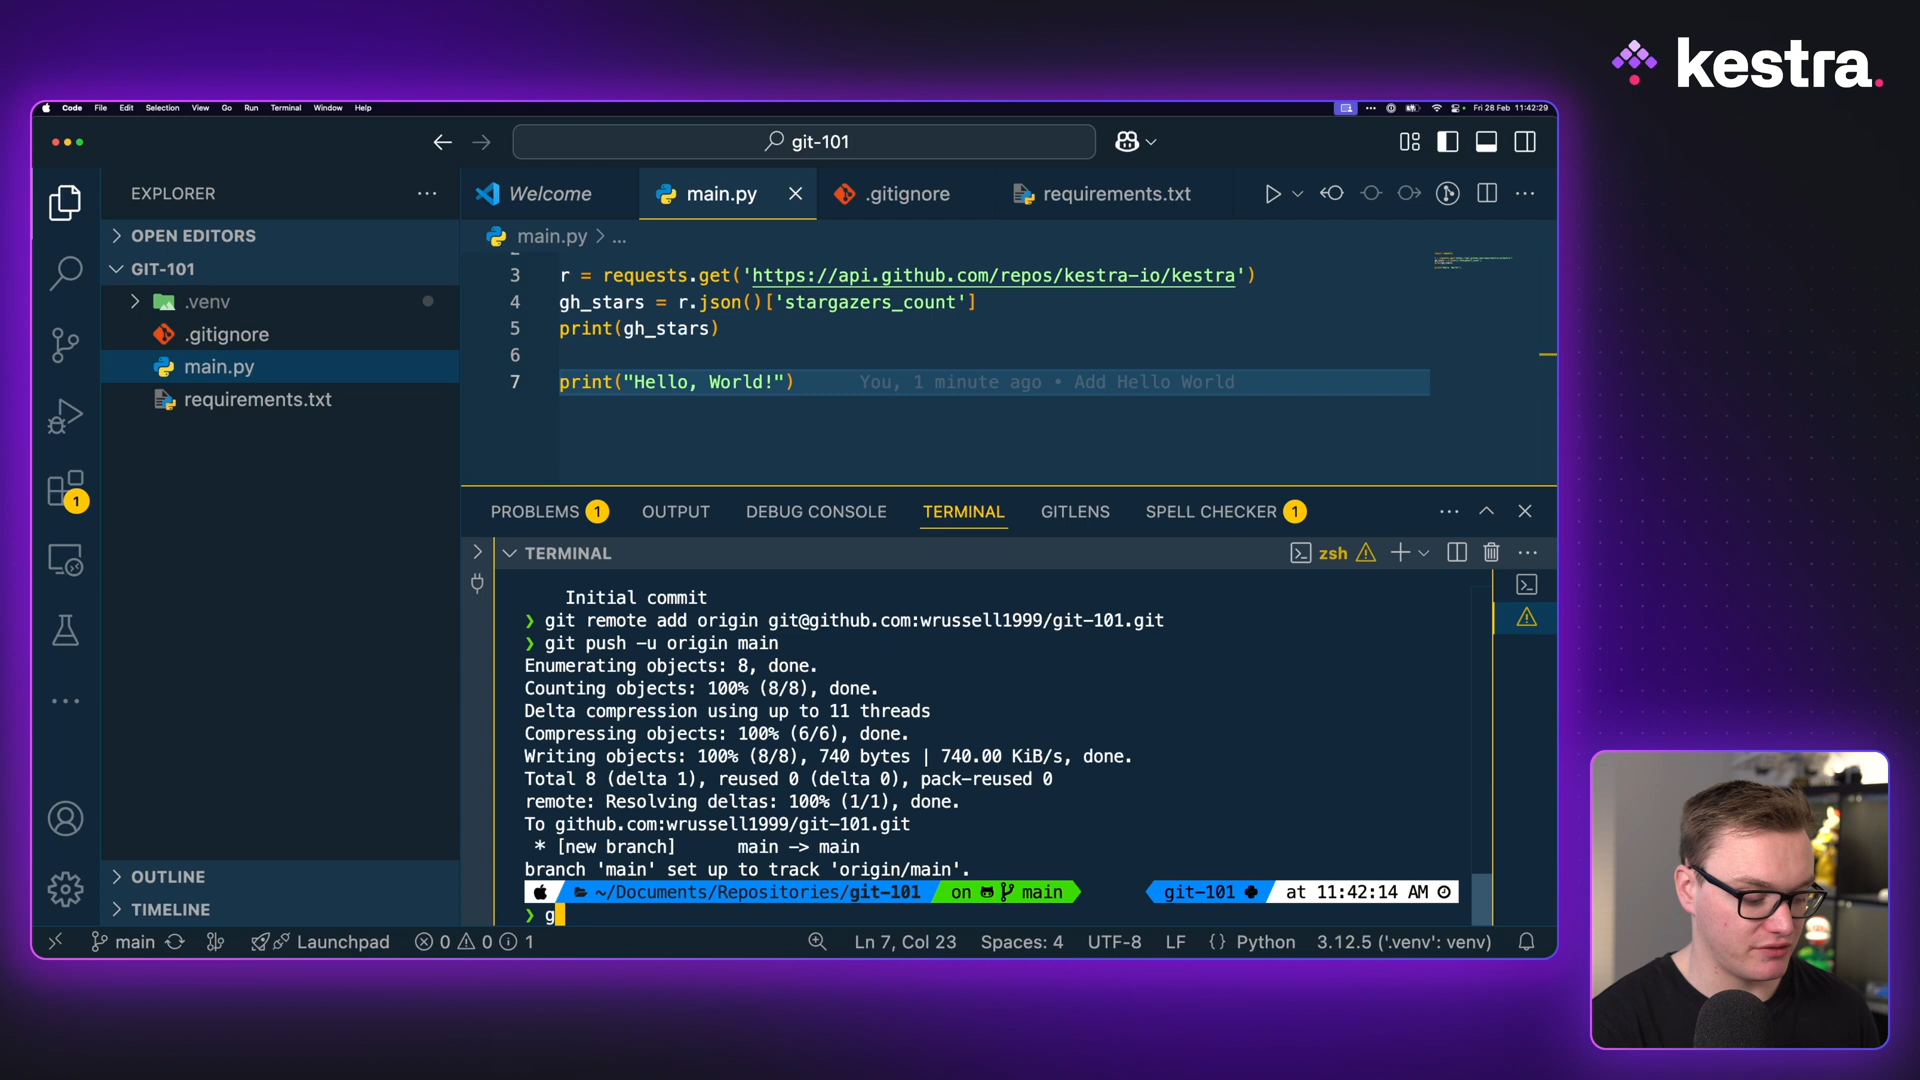 kestra.
Code File Edit Selection View Go Run Terminal Window Help
Fri 28 Feb 11:42:29
git-101
EXPLORER
Welcome
main.py
.gitignore
requirements.txt
OPEN EDITORS
GIT-101
.venv
.gitignore
main.py
requirements.txt
main.py > ...
2
3 r = requests.get('https://api.github.com/repos/kestra-io/kestra')
4 gh_stars = r.json()['stargazers_count']
5 print(gh_stars)
6
7 print("Hello, World!") You, 1 minute ago • Add Hello World
1
PROBLEMS 1 OUTPUT DEBUG CONSOLE TERMINAL GITLENS SPELL CHECKER 1
TERMINAL
zsh
Initial commit
❯ git remote add origin git@github.com:wrussell1999/git-101.git
❯ git push -u origin main
Enumerating objects: 8, done.
Counting objects: 100% (8/8), done.
Delta compression using up to 11 threads
Compressing objects: 100% (6/6), done.
Writing objects: 100% (8/8), 740 bytes | 740.00 KiB/s, done.
Total 8 (delta 1), reused 0 (delta 0), pack-reused 0
remote: Resolving deltas: 100% (1/1), done.
To github.com:wrussell1999/git-101.git
* [new branch] main -> main
branch 'main' set up to track 'origin/main'.
~/Documents/Repositories/git-101 on main git-101 at 11:42:14 AM
❯ g
OUTLINE
TIMELINE
main Launchpad 0 0 1 Ln 7, Col 23 Spaces: 4 UTF-8 LF {} Python 3.12.5 ('.venv': venv)